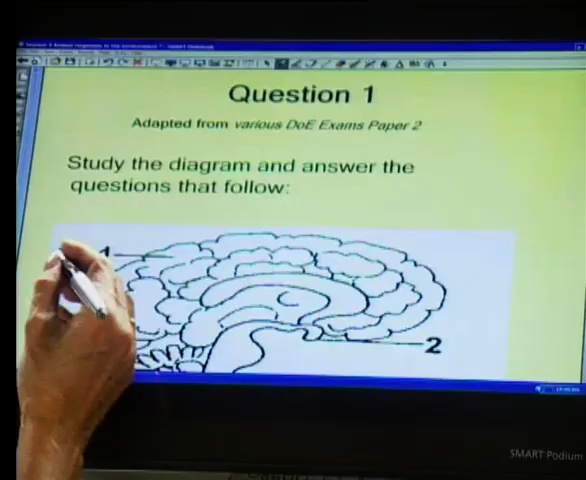 Question 1
Adapted from various DoE Exams Paper 2
Study the diagram and answer the
questions that follow:
1
2
SMART Podium